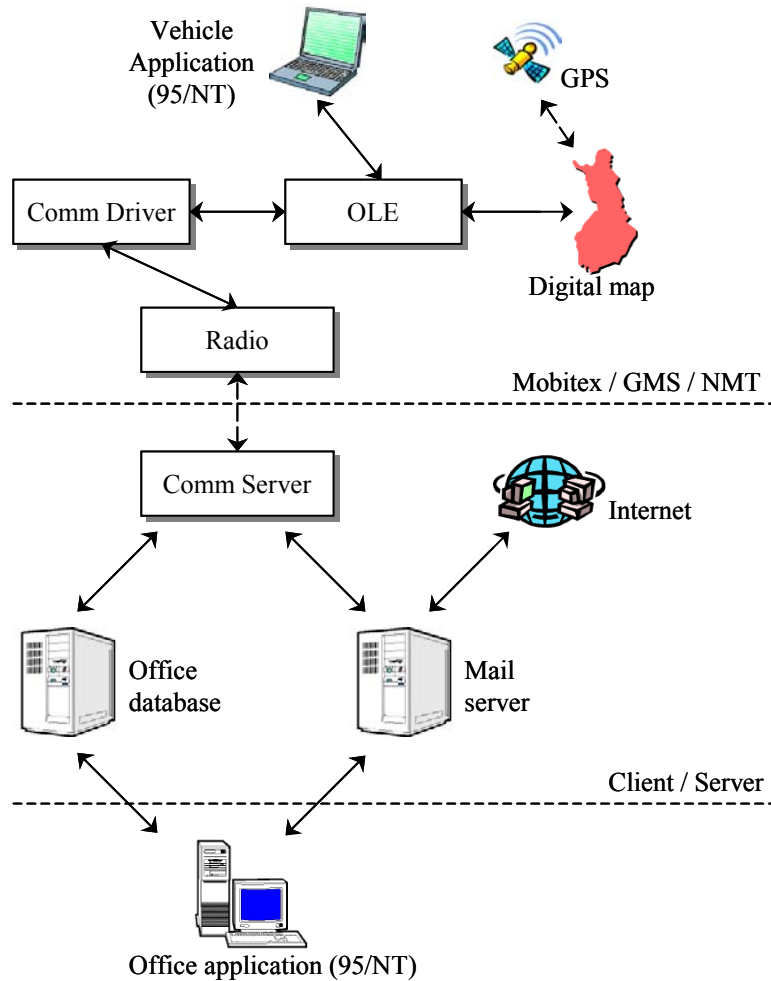 Vehicle
Application
(95/NT)
GPS
Comm Driver
OLE
Digital map
Radio
Mobitex / GMS / NMT
Comm Server
Internet
Office
database
Mail
server
Client / Server
Office application (95/NT)